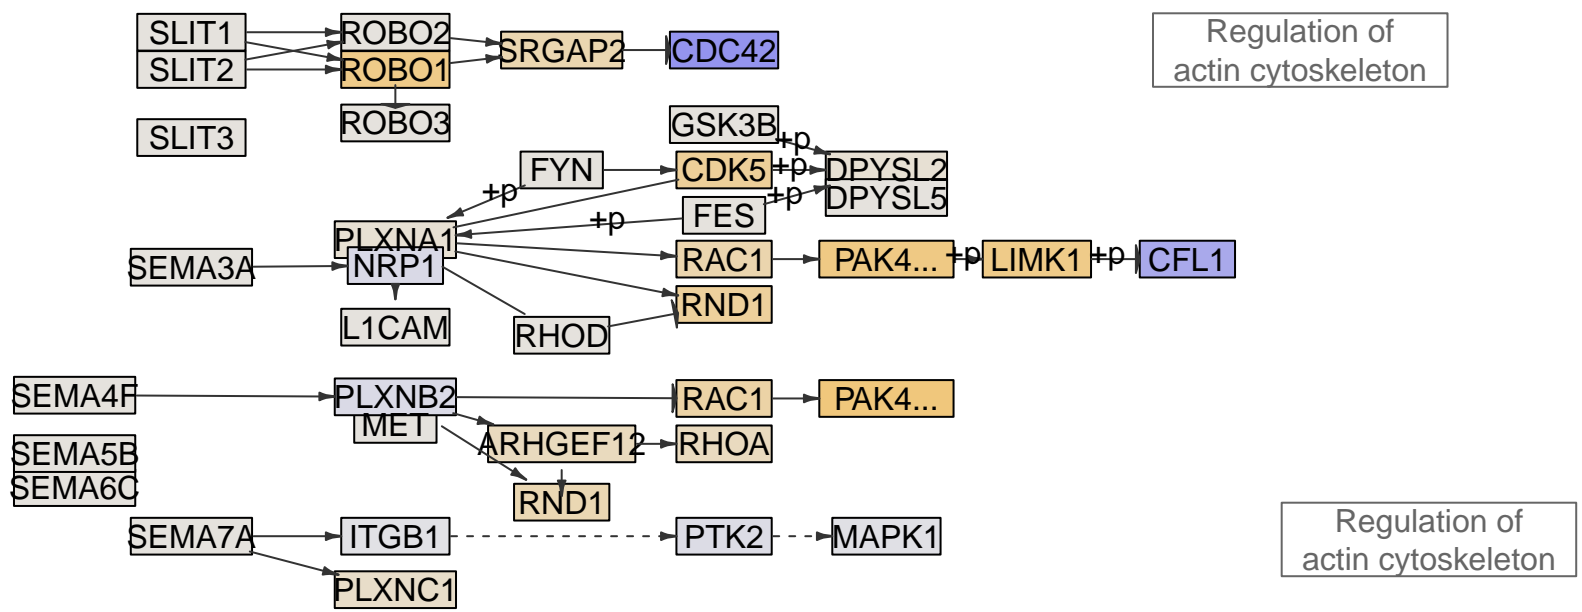 SLIT1
ROBO2
SRGAP2
CDC42
Regulation of
actin cytoskeleton
SLIT2
ROBO1
SLIT3
ROBO3
GSK3B
+p
FYN
CDK5
+p
DPYSL2
+p
+p
DPYSL5
+p
FES
PLXNA1
SEMA3A
NRP1
RAC1
PAK4...
+p
LIMK1
+p
CFL1
RND1
L1CAM
RHOD
SEMA4F
PLXNB2
RAC1
PAK4...
MET
ARHGEF12
RHOA
SEMA5B
SEMA6C
RND1
SEMA7A
ITGB1
PTK2
MAPK1
Regulation of
actin cytoskeleton
PLXNC1